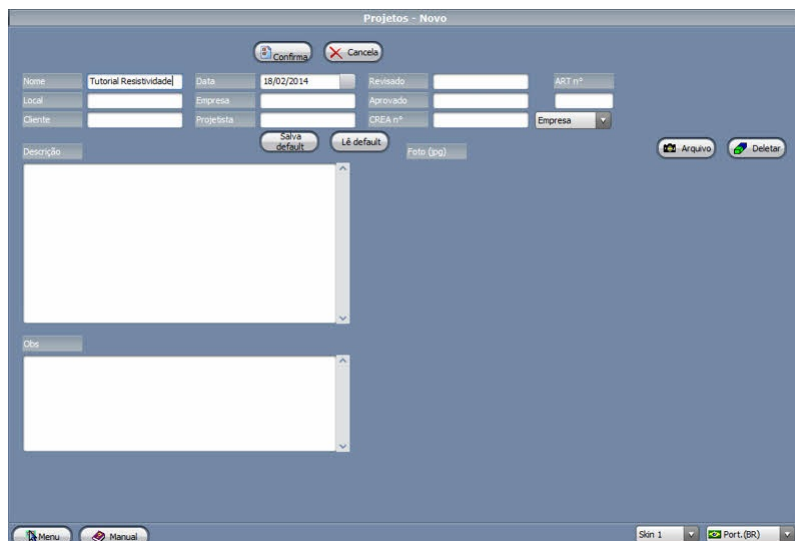 Projetos - Novo
Confirma Cancela
Nome Tutorial Resistividade Data 18/02/2014 Revisado ART nº
Local Empresa Aprovado
Cliente Projetista CREA nº Empresa
Salva default Lê default
Descrição Foto (jpg) Arquivo Deletar
Obs
Menu Manual Skin 1 Port.(BR)